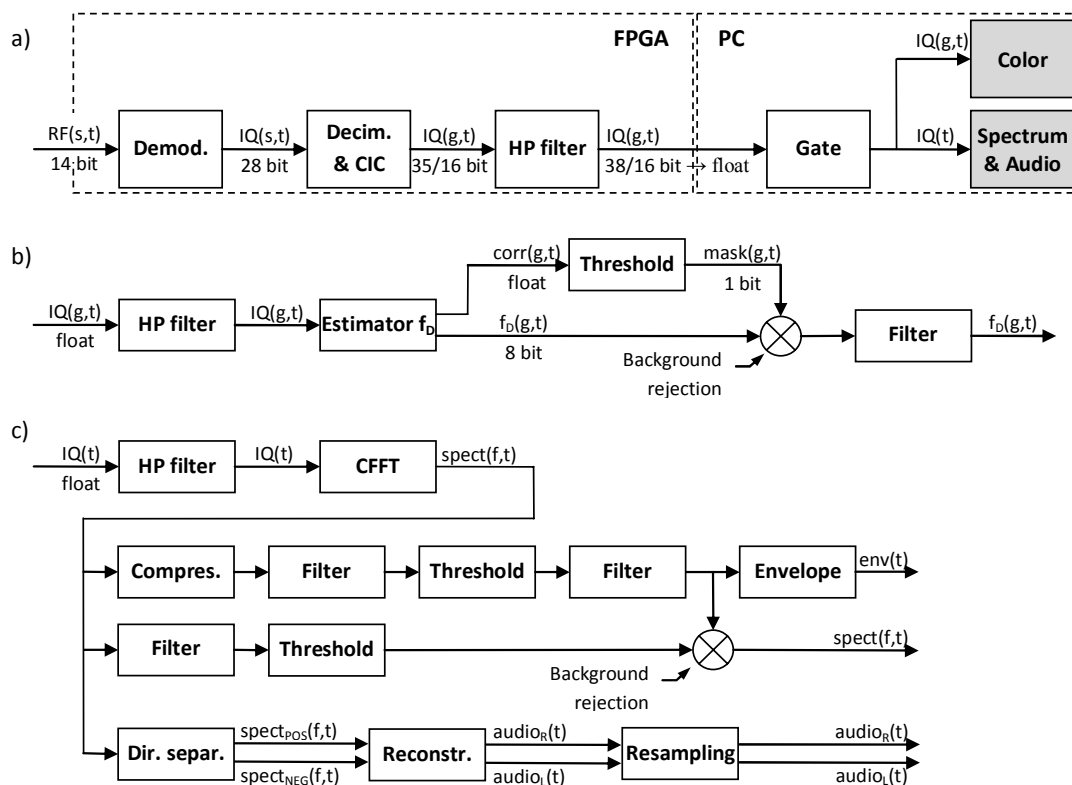 a)
FPGA
PC
RF(s,t)
14 bit
Demod.
IQ(s,t)
28 bit
Decim.
& CIC
IQ(g,t)
35/16 bit
HP filter
IQ(g,t)
38/16 bit → float
Gate
IQ(g,t)
Color
IQ(t)
Spectrum
& Audio
b)
IQ(g,t)
float
HP filter
IQ(g,t)
Estimator fD
corr(g,t)
float
Threshold
mask(g,t)
1 bit
fD(g,t)
8 bit
Background
rejection
Filter
fD(g,t)
c)
IQ(t)
float
HP filter
IQ(t)
CFFT
spect(f,t)
Compres.
Filter
Threshold
Filter
Envelope
env(t)
Filter
Threshold
Background
rejection
spect(f,t)
Dir. separ.
spectPOS(f,t)
spectNEG(f,t)
Reconstr.
audioR(t)
audioL(t)
Resampling
audioR(t)
audioL(t)